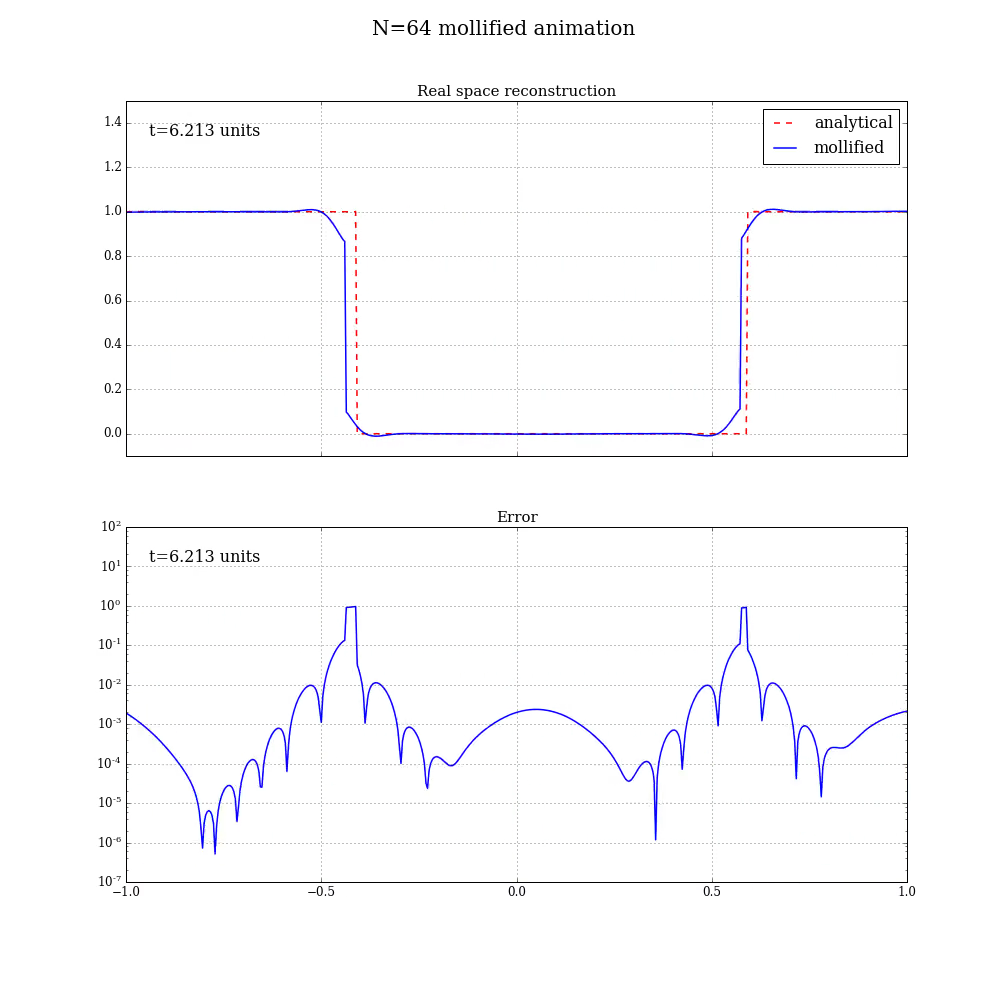 N=64 mollified animation
Real space reconstruction
t=6.213 units
analytical
mollified
1.4
1.2
1.0
0.8
0.6
0.4
0.2
0.0
Error
t=6.213 units
10²
10¹
10⁰
10⁻¹
10⁻²
10⁻³
10⁻⁴
10⁻⁵
10⁻⁶
10⁻⁷
−1.0 −0.5 0.0 0.5 1.0